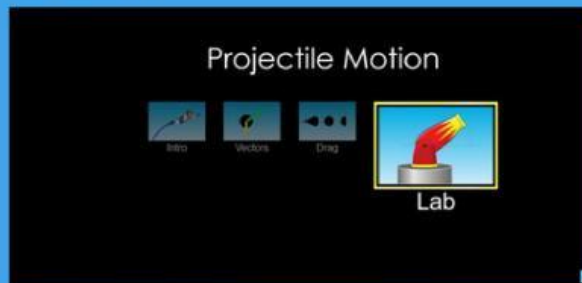 Projectile Motion
Intro
Vectors
Drag
Lab